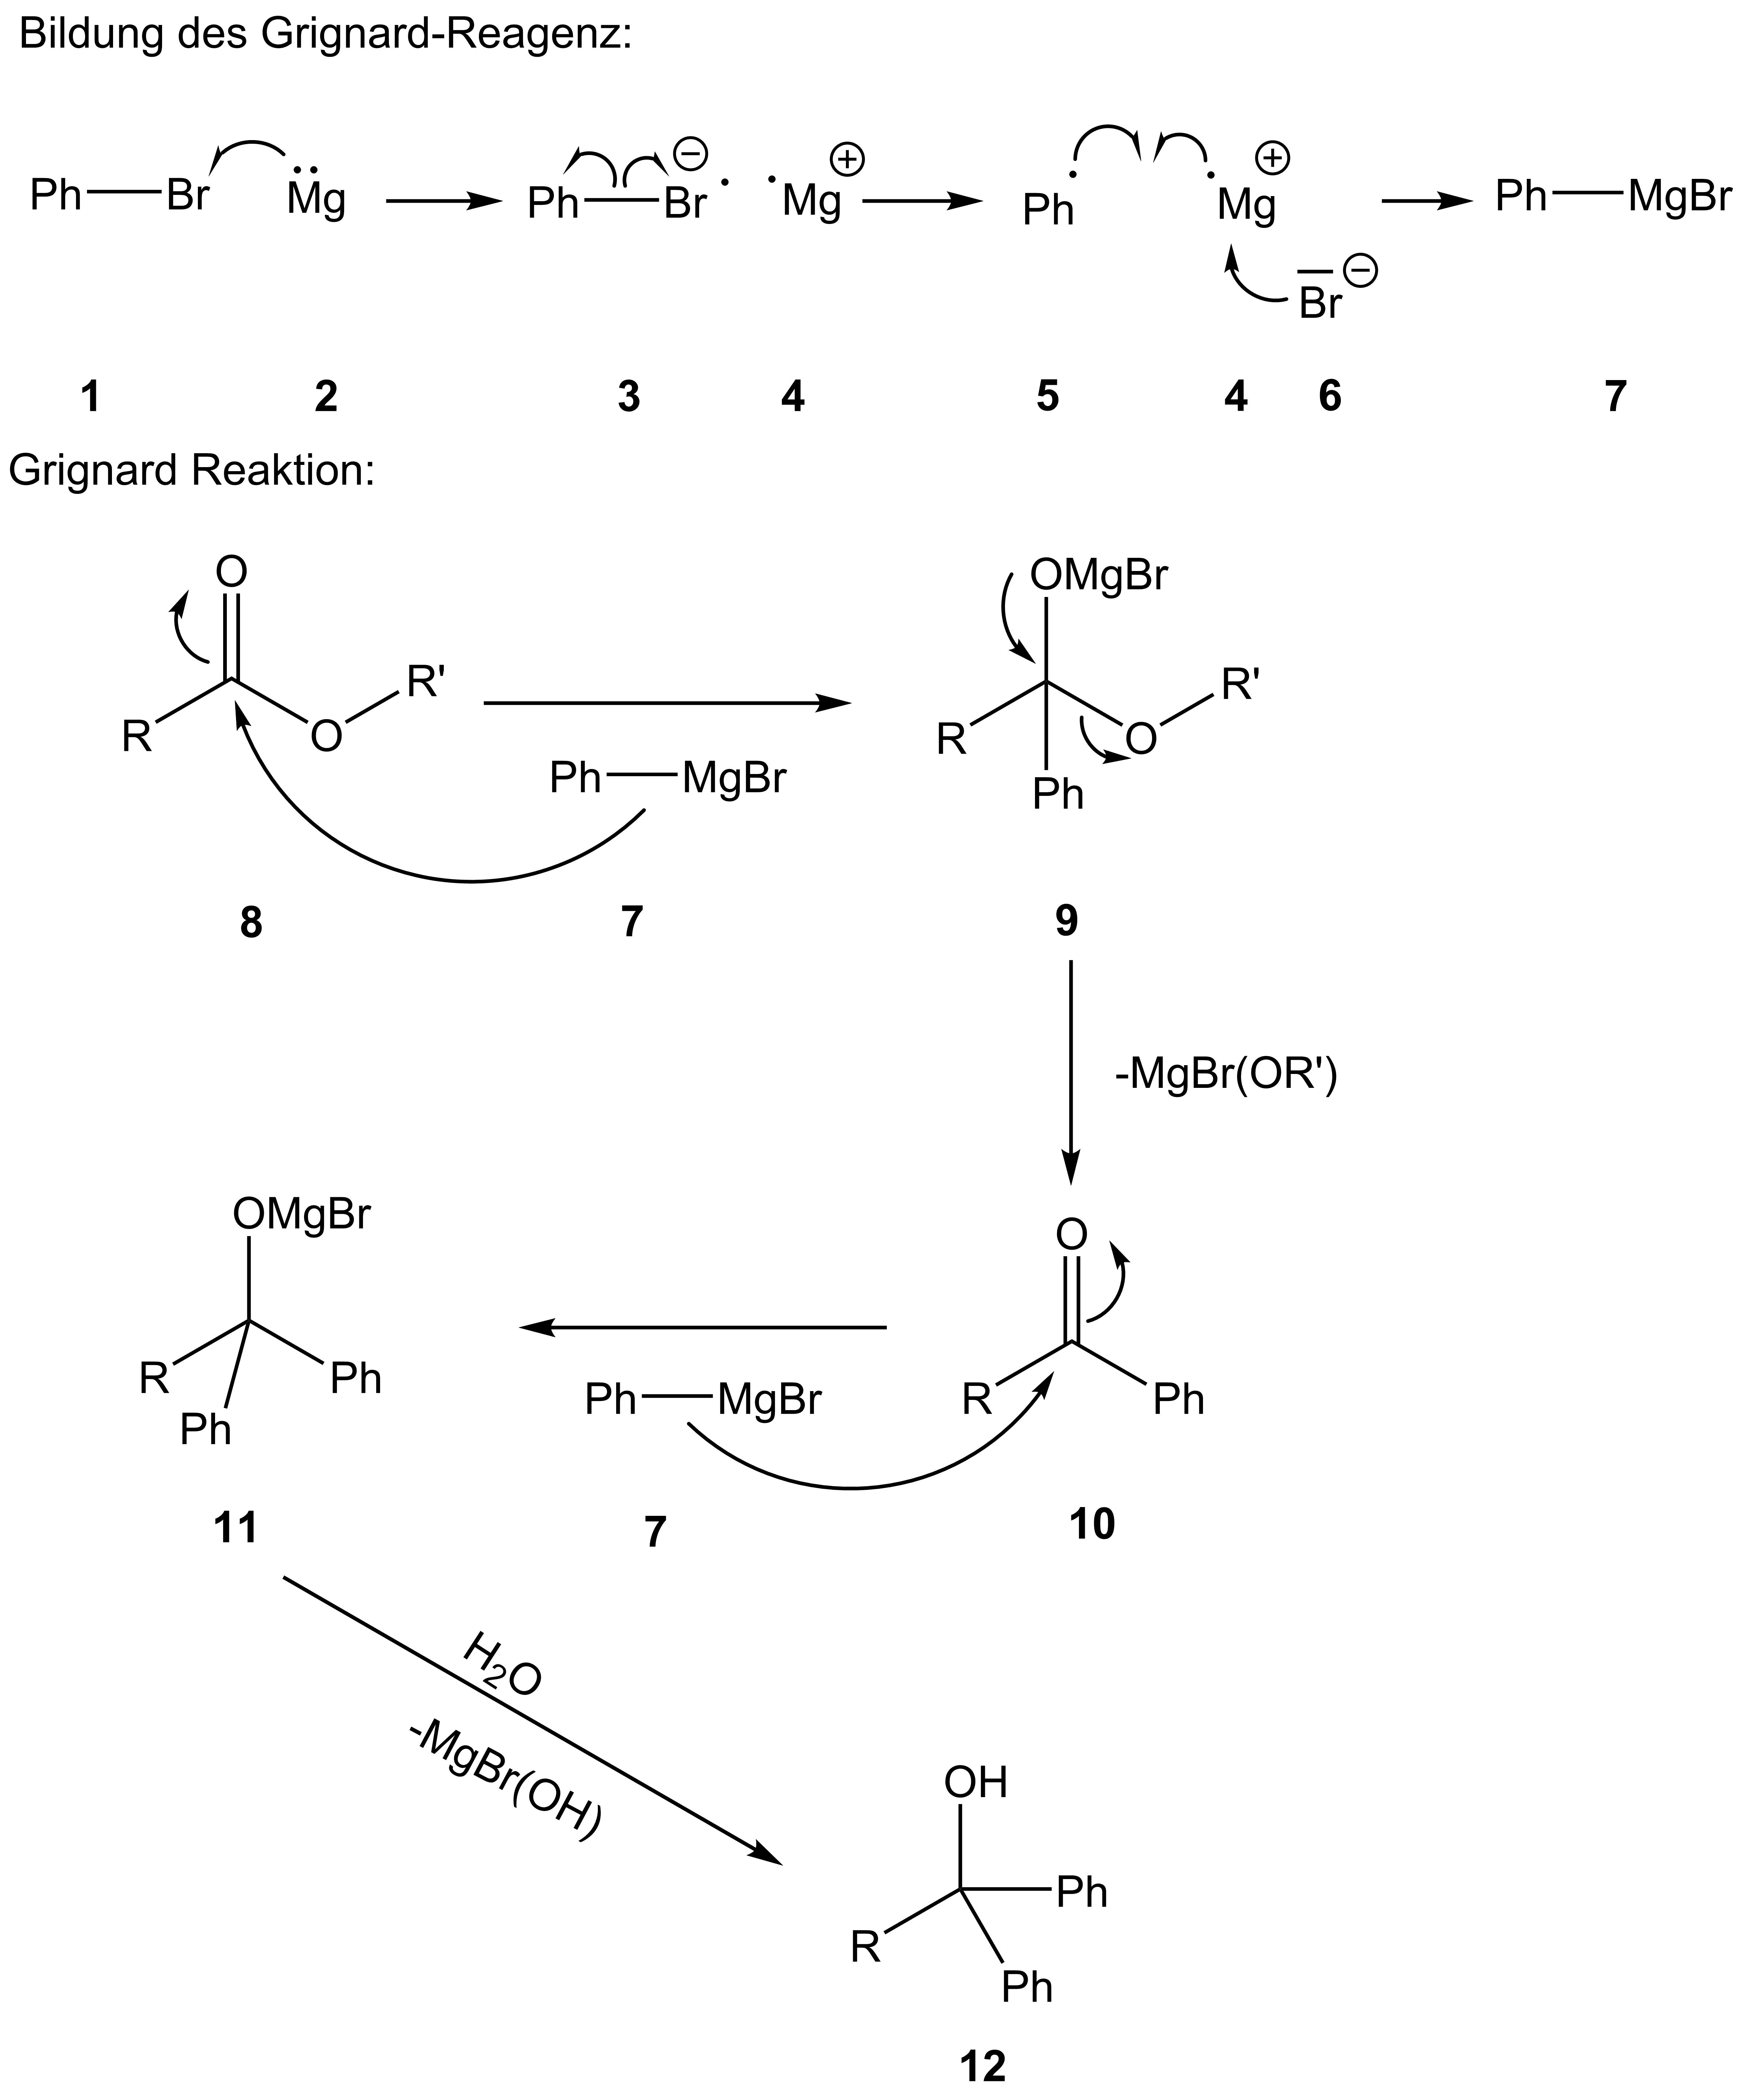 Bildung des Grignard-Reagenz:
Ph Br Mg Ph Br ⊖ Mg ⊕ Ph Mg ⊕ Ph MgBr
Br ⊖
1 2 3 4 5 4 6 7
Grignard Reaktion:
O OMgBr
R O R' R O R'
Ph MgBr Ph
8 7 9
-MgBr(OR')
OMgBr O
R Ph Ph MgBr R Ph
Ph
11 7 10
H2O
-MgBr(OH)
OH
Ph
R
Ph
12